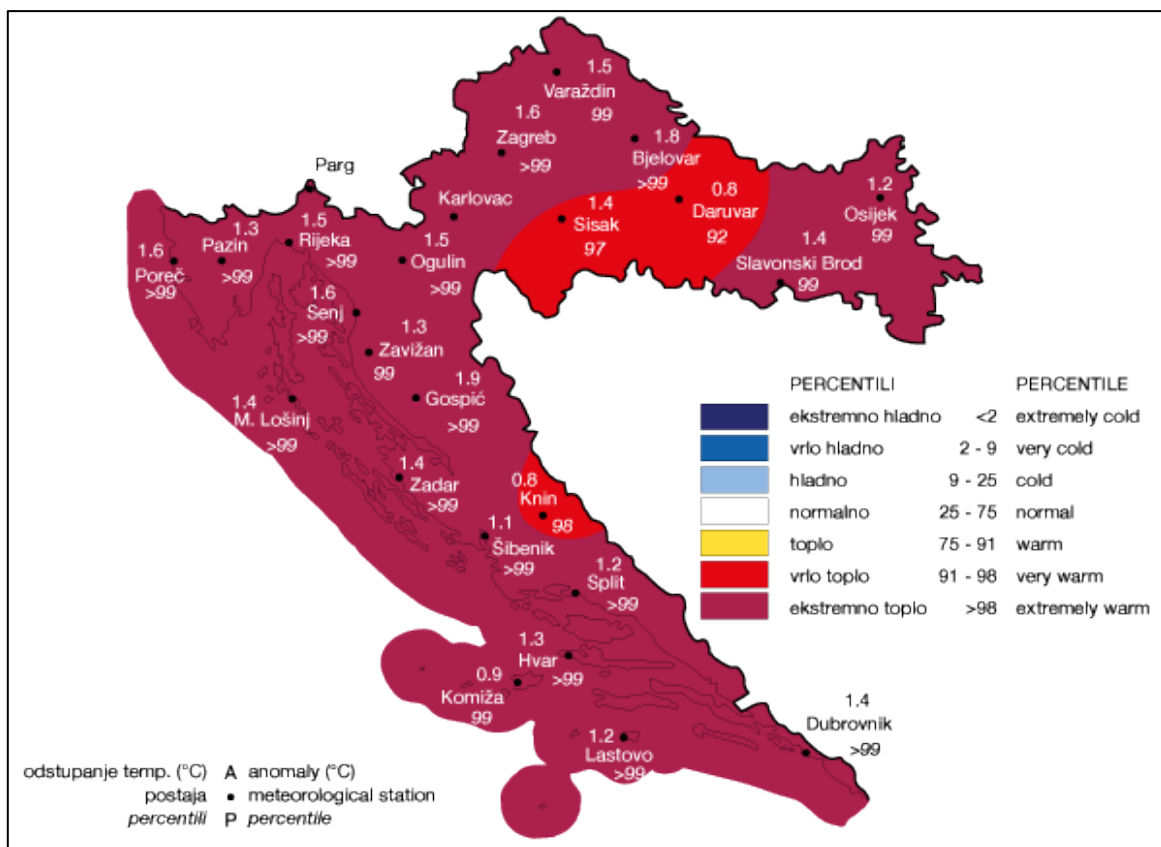 1.5
Varaždin
99
1.6
Zagreb
>99
1.8
Bjelovar
>99
Parg
Karlovac
1.4
Sisak
97
0.8
Daruvar
92
1.2
Osijek
99
1.4
Slavonski Brod
99
1.6
Poreč
>99
1.3
Pazin
>99
1.5
Rijeka
>99
1.5
Ogulin
>99
1.6
Senj
>99
1.3
Zavižan
99
1.9
Gospić
>99
1.4
M. Lošinj
>99
1.4
Zadar
>99
0.8
Knin
98
1.1
Šibenik
>99
1.2
Split
>99
1.3
Hvar
>99
0.9
Komiža
99
1.2
Lastovo
>99
1.4
Dubrovnik
>99
PERCENTILI PERCENTILE
ekstremno hladno <2 extremely cold
vrlo hladno 2 - 9 very cold
hladno 9 - 25 cold
normalno 25 - 75 normal
toplo 75 - 91 warm
vrlo toplo 91 - 98 very warm
ekstremno toplo >98 extremely warm
odstupanje temp. (°C) A anomaly (°C)
postaja • meteorological station
percentili P percentile